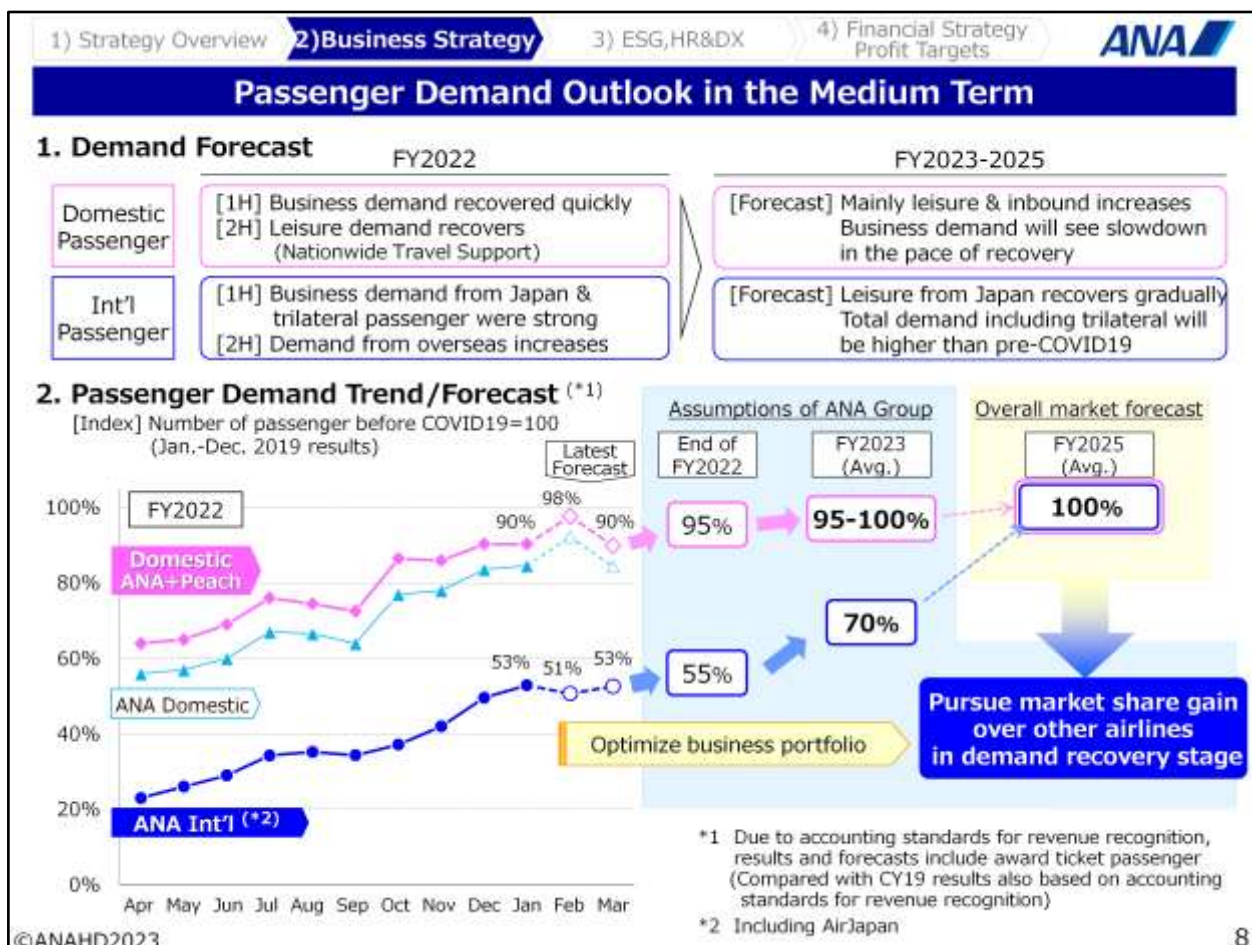 1) Strategy Overview
2)Business Strategy
3) ESG,HR&DX
4) Financial Strategy
Profit Targets
ANA
Passenger Demand Outlook in the Medium Term
1. Demand Forecast
FY2022
FY2023-2025
Domestic
Passenger
[1H] Business demand recovered quickly
[2H] Leisure demand recovers
(Nationwide Travel Support)
[Forecast] Mainly leisure & inbound increases
Business demand will see slowdown
in the pace of recovery
Int'l
Passenger
[1H] Business demand from Japan &
trilateral passenger were strong
[2H] Demand from overseas increases
[Forecast] Leisure from Japan recovers gradually
Total demand including trilateral will
be higher than pre-COVID19
2. Passenger Demand Trend/Forecast (*1)
[Index] Number of passenger before COVID19=100
(Jan.-Dec. 2019 results)
Latest
Forecast
Assumptions of ANA Group
Overall market forecast
End of
FY2022
FY2023
(Avg.)
FY2025
(Avg.)
FY2022
100%
80%
60%
40%
20%
0%
Domestic
ANA+Peach
90%
98%
90%
95%
95-100%
100%
ANA Domestic
53%
51%
53%
55%
70%
ANA Int'l (*2)
Optimize business portfolio
Pursue market share gain
over other airlines
in demand recovery stage
Apr May Jun Jul Aug Sep Oct Nov Dec Jan Feb Mar
*1 Due to accounting standards for revenue recognition,
results and forecasts include award ticket passenger
(Compared with CY19 results also based on accounting
standards for revenue recognition)
*2 Including AirJapan
©ANAHD2023
8